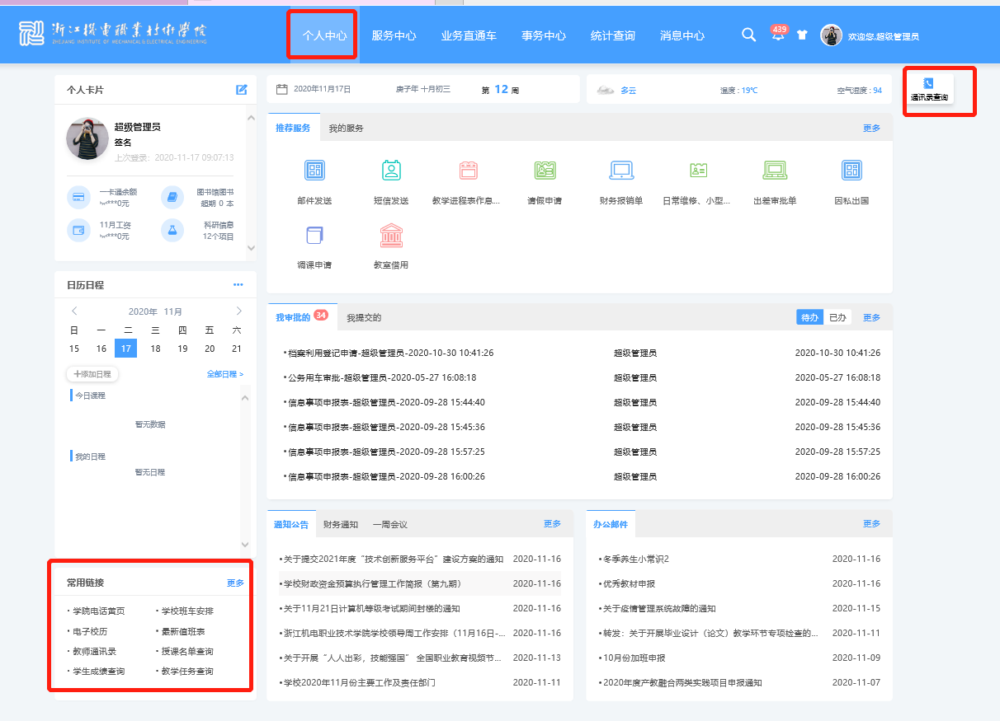 浙江機電職業技術學院
ZHEJIANG INSTITUTE OF MECHANICAL & ELECTRICAL ENGINEERING
个人中心 服务中心 业务直通车 事务中心 统计查询 消息中心
439
欢迎您,超级管理员
个人卡片
超级管理员
签名
上次登录: 2020-11-17 09:07:13
一卡通余额
***0元
图书馆图书
超期 0 本
11月工资
***0元
科研信息
12个项目
2020年11月17日 庚子年 十月初三 第 12 周
多云 温度 : 19℃ 空气湿度 : 94
通讯录查询
推荐服务 我的服务 更多
邮件发送 短信发送 教学进程表作息... 请假申请 财务报销单 日常维修、小型... 出差审批单 因私出国
调课申请 教室借用
日历日程
2020年 11月
日 一 二 三 四 五 六
15 16 17 18 19 20 21
添加日程 全部日程 >
今日课程
暂无数据
我的日程
暂无日程
我审批的 34 我提交的 待办 已办 更多
•档案利用登记申请-超级管理员-2020-10-30 10:41:26 超级管理员 2020-10-30 10:41:26
•公务用车审批-超级管理员-2020-05-27 16:08:18 超级管理员 2020-05-27 16:08:18
•信息事项申报表-超级管理员-2020-09-28 15:44:40 超级管理员 2020-09-28 15:44:40
•信息事项申报表-超级管理员-2020-09-28 15:45:36 超级管理员 2020-09-28 15:45:36
•信息事项申报表-超级管理员-2020-09-28 15:57:25 超级管理员 2020-09-28 15:57:25
•信息事项申报表-超级管理员-2020-09-28 16:00:26 超级管理员 2020-09-28 16:00:26
常用链接 更多
· 学院电话黄页 · 学校班车安排
· 电子校历 · 最新值班表
· 教师通讯录 · 授课名单查询
· 学生成绩查询 · 教学任务查询
通知公告 财务通知 一周会议 更多
•关于提交2021年度“技术创新服务平台”建设方案的通知 2020-11-16
•学校财政资金预算执行管理工作简报（第九期） 2020-11-16
•关于11月21日计算机等级考试期间封楼的通知 2020-11-16
•浙江机电职业技术学院学校领导周工作安排（11月16日-... 2020-11-16
•关于开展“人人出彩，技能强国” 全国职业教育视频节... 2020-11-13
•学校2020年11月份主要工作及责任部门 2020-11-11
办公邮件 更多
•冬季养生小常识2 2020-11-16
•优秀教材申报 2020-11-16
•关于疫情管理系统故障的通知 2020-11-15
•转发：关于开展毕业设计（论文）教学环节专项检查的... 2020-11-11
•10月份加班申报 2020-11-09
•2020年度产教融合两类实践项目申报通知 2020-11-07